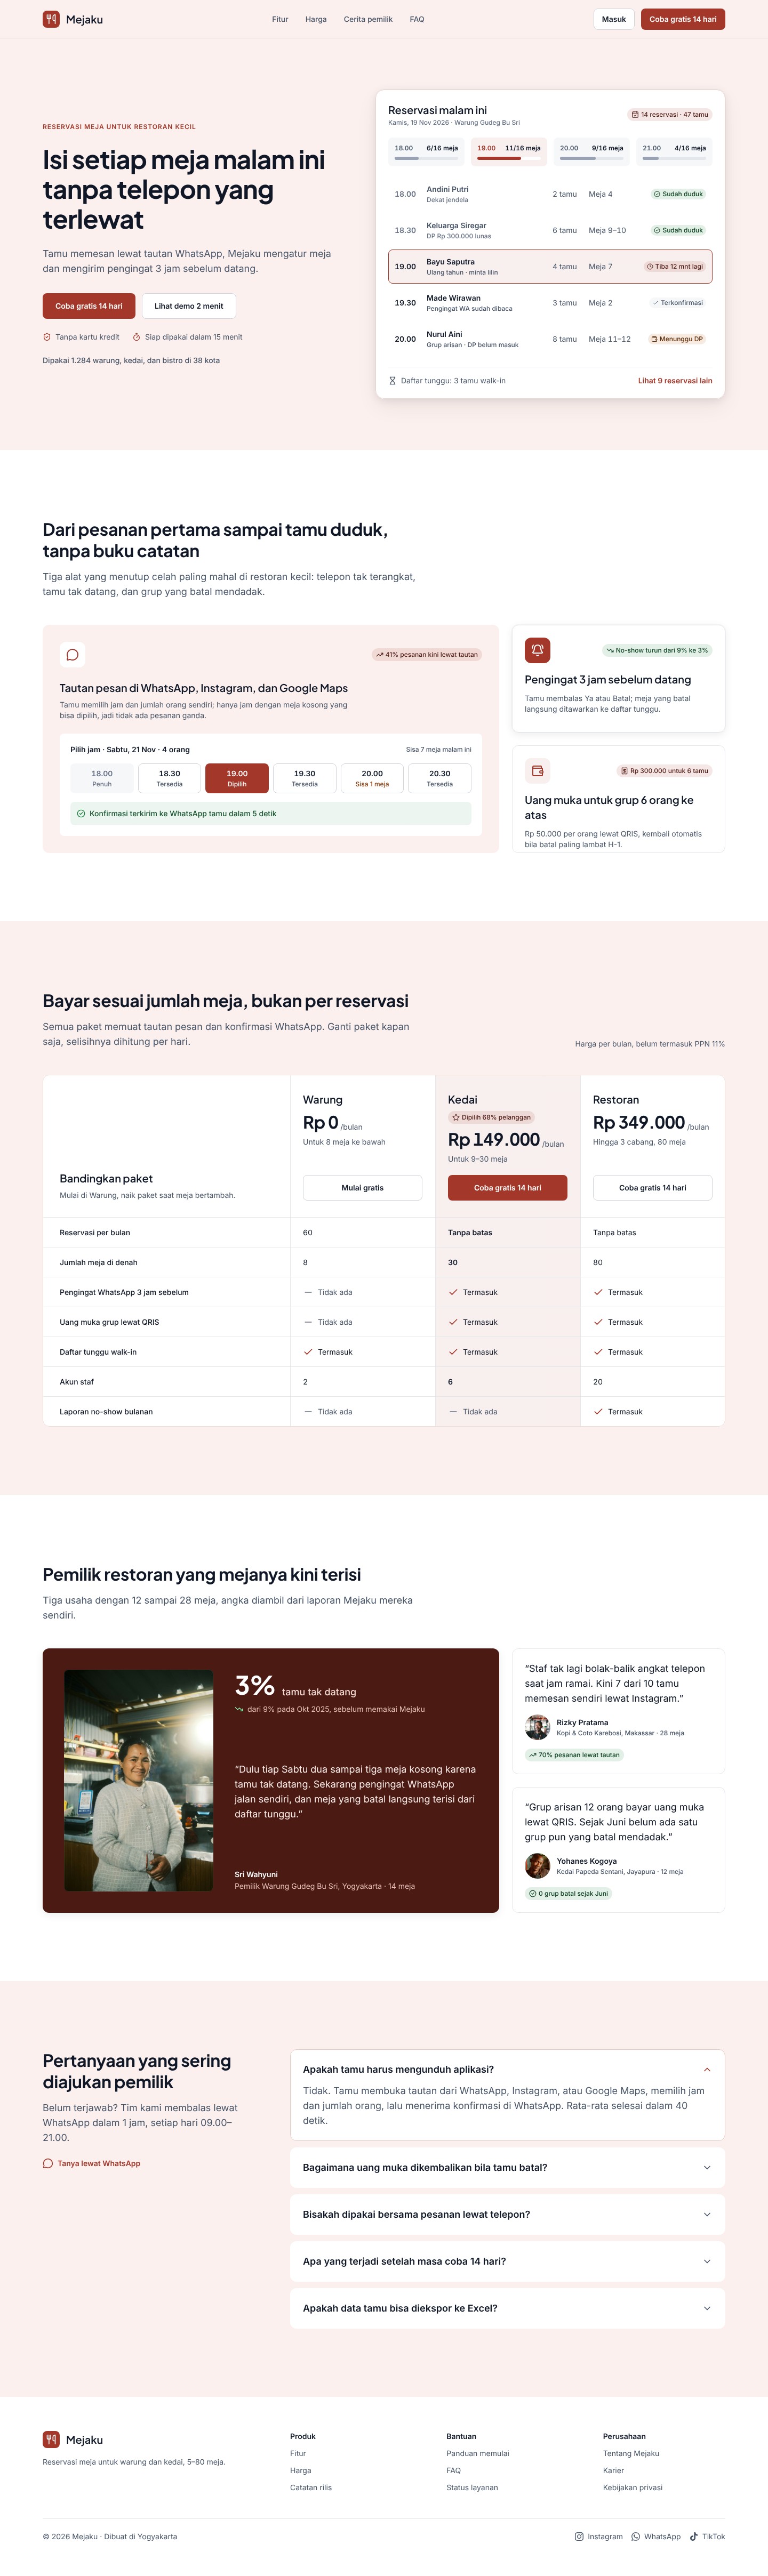 Mejaku
Fitur
Harga
Cerita pemilik
FAQ
Masuk
Coba gratis 14 hari
RESERVASI MEJA UNTUK RESTORAN KECIL
Isi setiap meja malam ini
tanpa telepon yang
terlewat
Tamu memesan lewat tautan WhatsApp, Mejaku mengatur meja
dan mengirim pengingat 3 jam sebelum datang.
Coba gratis 14 hari
Lihat demo 2 menit
Tanpa kartu kredit
Siap dipakai dalam 15 menit
Dipakai 1.284 warung, kedai, dan bistro di 38 kota
Reservasi malam ini
Kamis, 19 Nov 2026 · Warung Gudeg Bu Sri
14 reservasi · 47 tamu
18.00 6/16 meja
19.00 11/16 meja
20.00 9/16 meja
21.00 4/16 meja
18.00 Andini Putri 2 tamu Meja 4 Sudah duduk
Dekat jendela
18.30 Keluarga Siregar 6 tamu Meja 9–10 Sudah duduk
DP Rp 300.000 lunas
19.00 Bayu Saputra 4 tamu Meja 7 Tiba 12 mnt lagi
Ulang tahun · minta lilin
19.30 Made Wirawan 3 tamu Meja 2 Terkonfirmasi
Pengingat WA sudah dibaca
20.00 Nurul Aini 8 tamu Meja 11–12 Menunggu DP
Grup arisan · DP belum masuk
Daftar tunggu: 3 tamu walk-in
Lihat 9 reservasi lain
Dari pesanan pertama sampai tamu duduk,
tanpa buku catatan
Tiga alat yang menutup celah paling mahal di restoran kecil: telepon tak terangkat,
tamu tak datang, dan grup yang batal mendadak.
41% pesanan kini lewat tautan
Tautan pesan di WhatsApp, Instagram, dan Google Maps
Tamu memilih jam dan jumlah orang sendiri; hanya jam dengan meja kosong yang
bisa dipilih, jadi tidak ada pesanan ganda.
Pilih jam · Sabtu, 21 Nov · 4 orang
Sisa 7 meja malam ini
18.00
Penuh
18.30
Tersedia
19.00
Dipilih
19.30
Tersedia
20.00
Sisa 1 meja
20.30
Tersedia
Konfirmasi terkirim ke WhatsApp tamu dalam 5 detik
No-show turun dari 9% ke 3%
Pengingat 3 jam sebelum datang
Tamu membalas Ya atau Batal; meja yang batal
langsung ditawarkan ke daftar tunggu.
Rp 300.000 untuk 6 tamu
Uang muka untuk grup 6 orang ke
atas
Rp 50.000 per orang lewat QRIS, kembali otomatis
bila batal paling lambat H-1.
Bayar sesuai jumlah meja, bukan per reservasi
Semua paket memuat tautan pesan dan konfirmasi WhatsApp. Ganti paket kapan
saja, selisihnya dihitung per hari.
Harga per bulan, belum termasuk PPN 11%
Bandingkan paket
Mulai di Warung, naik paket saat meja bertambah.
Warung
Rp 0 /bulan
Untuk 8 meja ke bawah
Mulai gratis
Kedai
Dipilih 68% pelanggan
Rp 149.000 /bulan
Untuk 9–30 meja
Coba gratis 14 hari
Restoran
Rp 349.000 /bulan
Hingga 3 cabang, 80 meja
Coba gratis 14 hari
Reservasi per bulan 60 Tanpa batas Tanpa batas
Jumlah meja di denah 8 30 80
Pengingat WhatsApp 3 jam sebelum Tidak ada Termasuk Termasuk
Uang muka grup lewat QRIS Tidak ada Termasuk Termasuk
Daftar tunggu walk-in Termasuk Termasuk Termasuk
Akun staf 2 6 20
Laporan no-show bulanan Tidak ada Tidak ada Termasuk
Pemilik restoran yang mejanya kini terisi
Tiga usaha dengan 12 sampai 28 meja, angka diambil dari laporan Mejaku mereka
sendiri.
3% tamu tak datang
dari 9% pada Okt 2025, sebelum memakai Mejaku
“Dulu tiap Sabtu dua sampai tiga meja kosong karena
tamu tak datang. Sekarang pengingat WhatsApp
jalan sendiri, dan meja yang batal langsung terisi dari
daftar tunggu.”
Sri Wahyuni
Pemilik Warung Gudeg Bu Sri, Yogyakarta · 14 meja
“Staf tak lagi bolak-balik angkat telepon
saat jam ramai. Kini 7 dari 10 tamu
memesan sendiri lewat Instagram.”
Rizky Pratama
Kopi & Coto Karebosi, Makassar · 28 meja
70% pesanan lewat tautan
“Grup arisan 12 orang bayar uang muka
lewat QRIS. Sejak Juni belum ada satu
grup pun yang batal mendadak.”
Yohanes Kogoya
Kedai Papeda Sentani, Jayapura · 12 meja
0 grup batal sejak Juni
Pertanyaan yang sering
diajukan pemilik
Belum terjawab? Tim kami membalas lewat
WhatsApp dalam 1 jam, setiap hari 09.00–
21.00.
Tanya lewat WhatsApp
Apakah tamu harus mengunduh aplikasi?
Tidak. Tamu membuka tautan dari WhatsApp, Instagram, atau Google Maps, memilih jam
dan jumlah orang, lalu menerima konfirmasi di WhatsApp. Rata-rata selesai dalam 40
detik.
Bagaimana uang muka dikembalikan bila tamu batal?
Bisakah dipakai bersama pesanan lewat telepon?
Apa yang terjadi setelah masa coba 14 hari?
Apakah data tamu bisa diekspor ke Excel?
Mejaku
Reservasi meja untuk warung dan kedai, 5–80 meja.
Produk
Fitur
Harga
Catatan rilis
Bantuan
Panduan memulai
FAQ
Status layanan
Perusahaan
Tentang Mejaku
Karier
Kebijakan privasi
© 2026 Mejaku · Dibuat di Yogyakarta
Instagram
WhatsApp
TikTok